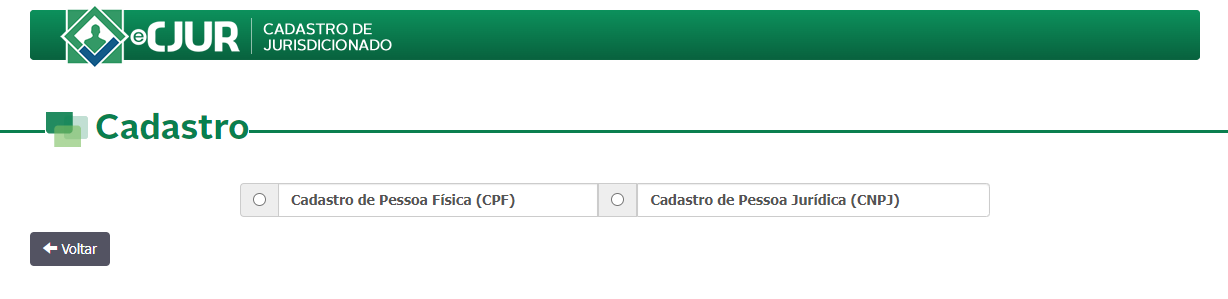 eCJUR
CADASTRO DE
JURISDICIONADO
Cadastro
Cadastro de Pessoa Física (CPF)
Cadastro de Pessoa Jurídica (CNPJ)
Voltar